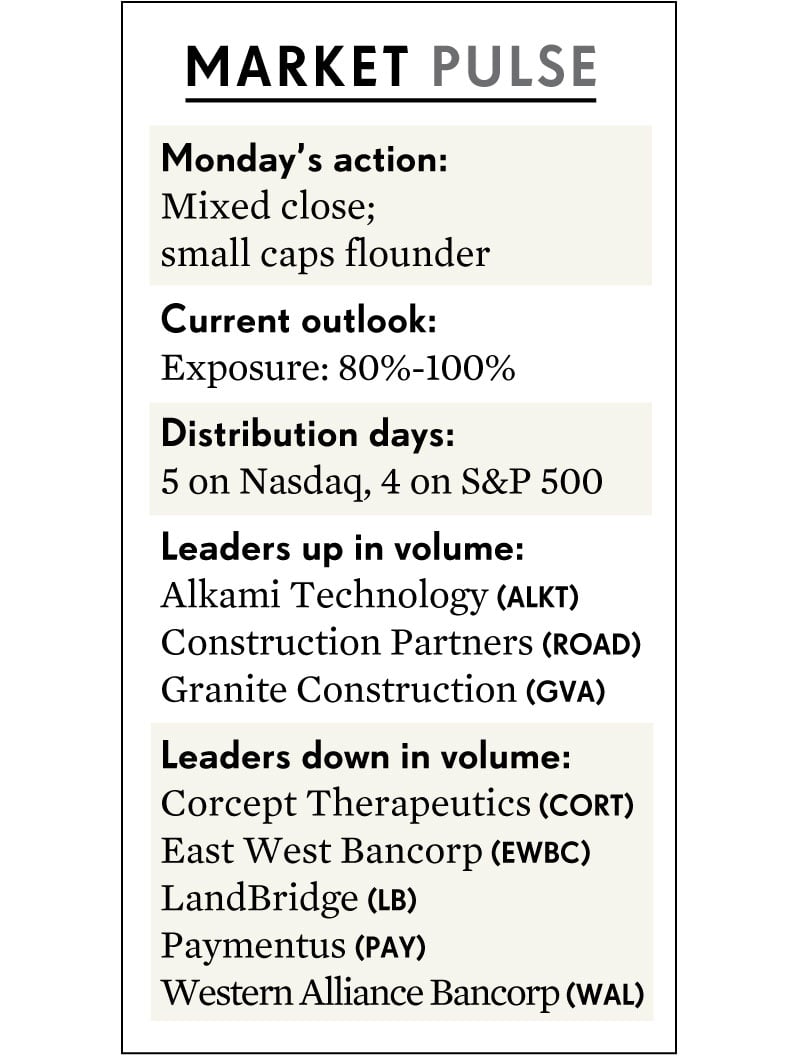 MARKET PULSE
Monday's action:
Mixed close;
small caps flounder
Current outlook:
Exposure: 80%-100%
Distribution days:
5 on Nasdaq, 4 on S&P 500
Leaders up in volume:
Alkami Technology (ALKT)
Construction Partners (ROAD)
Granite Construction (GVA)
Leaders down in volume:
Corcept Therapeutics (CORT)
East West Bancorp (EWBC)
LandBridge (LB)
Paymentus (PAY)
Western Alliance Bancorp (WAL)